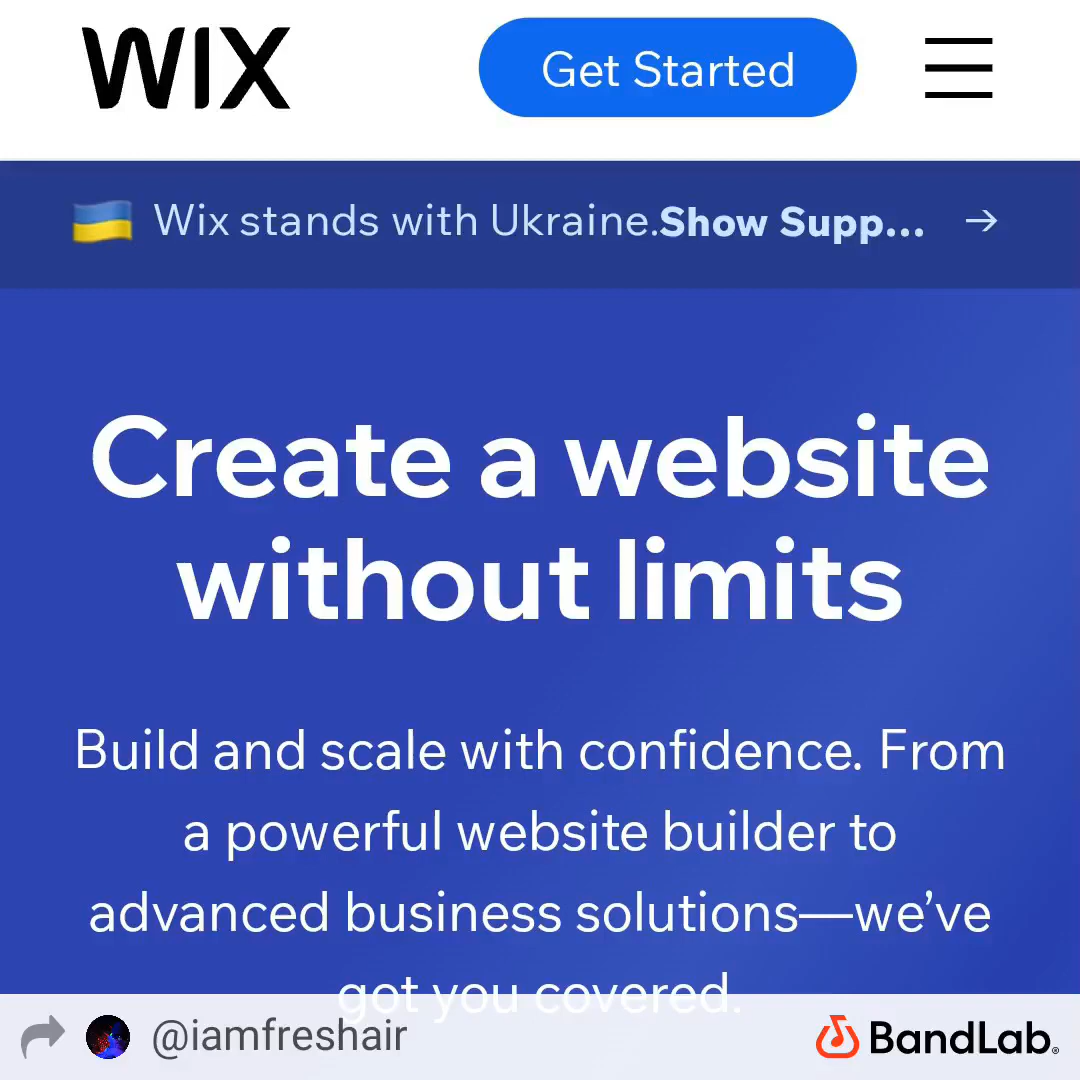 WIX
Get Started
Wix stands with Ukraine.Show Supp...
Create a website
without limits
Build and scale with confidence. From
a powerful website builder to
advanced business solutions—we’ve
got you covered.
@iamfreshair
BandLab®